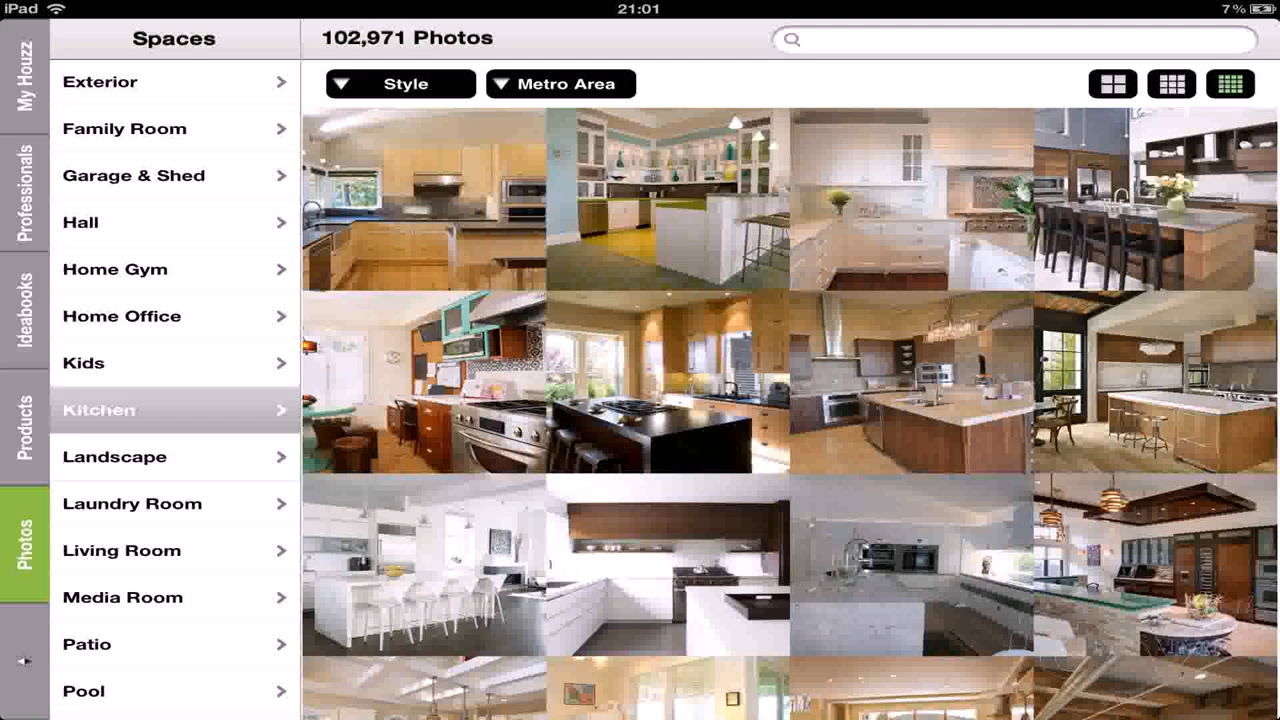 iPad
21:01
7%
My Houzz
Professionals
Ideabooks
Products
Photos
Spaces
Exterior
Family Room
Garage & Shed
Hall
Home Gym
Home Office
Kids
Kitchen
Landscape
Laundry Room
Living Room
Media Room
Patio
Pool
102,971 Photos
Style
Metro Area